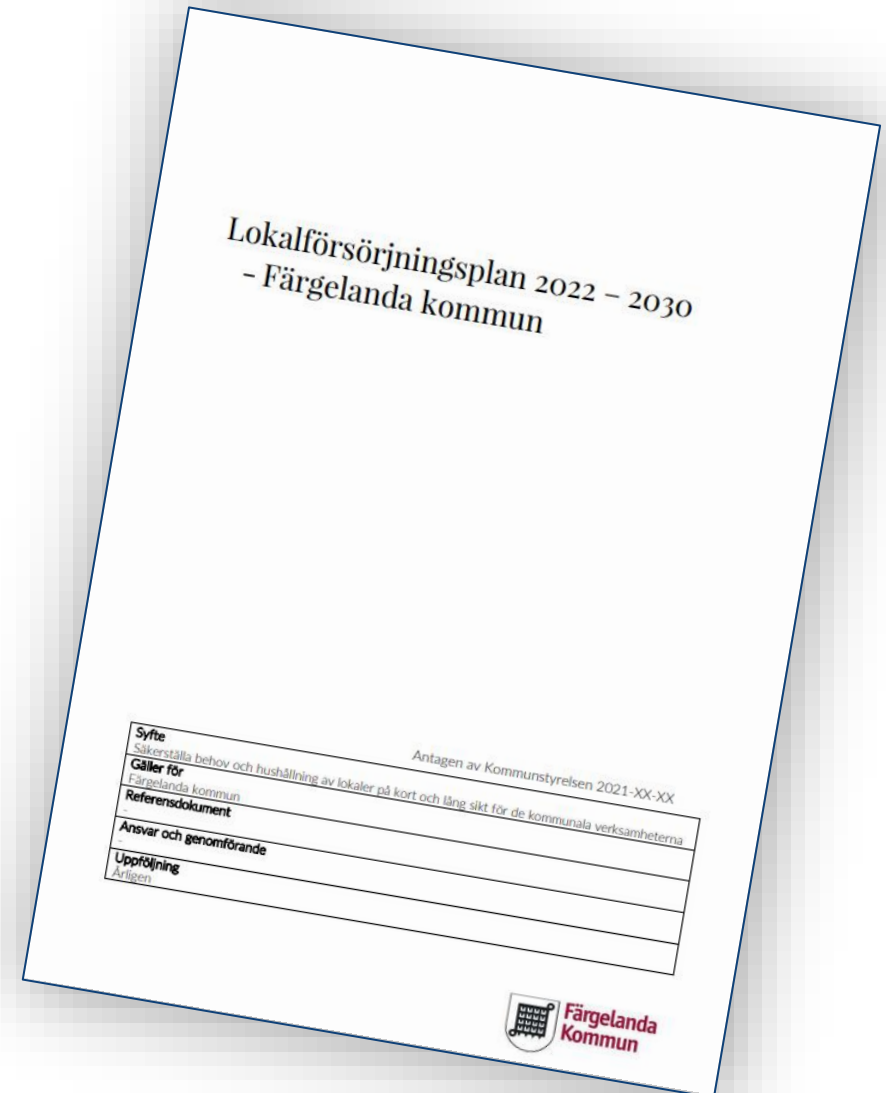 Lokalförsörjningsplan 2022 – 2030
- Färgelanda kommun
Antagen av Kommunstyrelsen 2021-XX-XX
Syfte
Säkerställa behov och hushållning av lokaler på kort och lång sikt för de kommunala verksamheterna
Gäller för
Färgelanda kommun
Referensdokument
-
Ansvar och genomförande
-
Uppföljning
Årligen
Färgelanda
Kommun